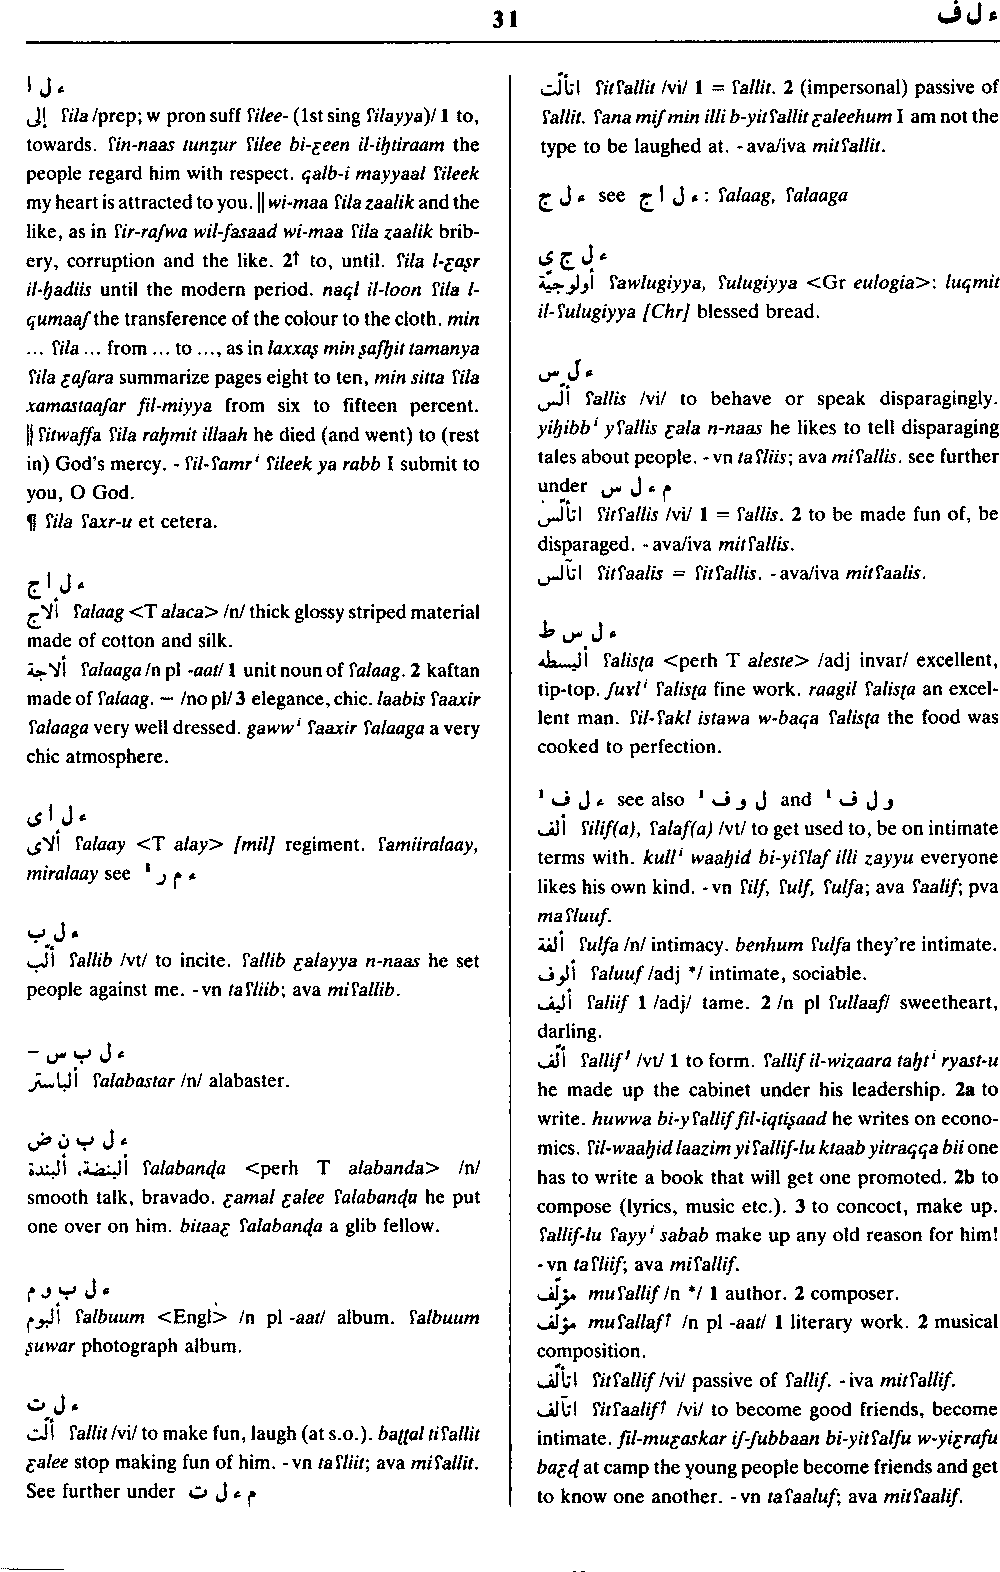 31
ء ل ف
ء ل ا
إلى ʕila /prep; w pron suff ʕilee- (1st sing ʕilayya)/ 1 to,
towards. ʕin-naas tunẓur ʕilee bi-ɛeen il-iḥtiraam the
people regard him with respect. qalb-i mayyaal ʕileek
my heart is attracted to you. || wi-maa ʕila zaalik and the
like, as in ʕir-raʃwa wil-fasaad wi-maa ʕila zaalik brib-
ery, corruption and the like. 2↑ to, until. ʕila l-ɛaṣr
il-ḥadiis until the modern period. naql il-loon ʕila l-
qumaaʃ the transference of the colour to the cloth. min
... ʕila ... from ... to ..., as in laxxaṣ min ṣafḥit tamanya
ʕila ɛaʃara summarize pages eight to ten, min sitta ʕila
xamastaaʃar fil-miyya from six to fifteen percent.
|| ʕitwaffa ʕila raḥmit illaah he died (and went) to (rest
in) God's mercy. - ʕil-ʕamrⁱ ʕileek ya rabb I submit to
you, O God.
¶ ʕila ʕaxr-u et cetera.
ء ل ا ج
ألاج ʕalaag <T alaca> /n/ thick glossy striped material
made of cotton and silk.
ألاجة ʕalaaga /n pl -aat/ 1 unit noun of ʕalaag. 2 kaftan
made of ʕalaag. — /no pl/ 3 elegance, chic. laabis ʕaaxir
ʕalaaga very well dressed. gawwⁱ ʕaaxir ʕalaaga a very
chic atmosphere.
ء ل ا ى
ألاى ʕalaay <T alay> [mil] regiment. ʕamiiralaay,
miralaay see ء م ر ¹
ء ل ب
ألّب ʕallib /vt/ to incite. ʕallib ɛalayya n-naas he set
people against me. - vn taʕliib; ava miʕallib.
ء ل ب س –
ألباستر ʕalabastar /n/ alabaster.
ء ل ب ن ض
ألبنضة، ألبندة ʕalabanḍa <perh T alabanda> /n/
smooth talk, bravado. ɛamal ɛalee ʕalabanḍa he put
one over on him. bitaaɛ ʕalabanḍa a glib fellow.
ء ل ب و م
ألبوم ʕalbuum <Engl> /n pl -aat/ album. ʕalbuum
ṣuwar photograph album.
ء ل ت
ألّت ʕallit /vi/ to make fun, laugh (at s.o.). baṭṭal tiʕallit
ɛalee stop making fun of him. - vn taʕliit; ava miʕallit.
See further under م ء ل ت
اتألّت ʕitʕallit /vi/ 1 = ʕallit. 2 (impersonal) passive of
ʕallit. ʕana miʃ min illi b-yitʕallit ɛaleehum I am not the
type to be laughed at. - ava/iva mitʕallit.
ء ل ج see ء ل ا ج : ʕalaag, ʕalaaga
ء ل ج ى
أولوجيّة ʕawlugiyya, ʕulugiyya <Gr eulogia>: luqmit
il-ʕulugiyya [Chr] blessed bread.
ء ل س
ألّس ʕallis /vi/ to behave or speak disparagingly.
yiḥibbⁱ yʕallis ɛala n-naas he likes to tell disparaging
tales about people. - vn taʕliis; ava miʕallis. see further
under م ء ل س
اتألّس ʕitʕallis /vi/ 1 = ʕallis. 2 to be made fun of, be
disparaged. - ava/iva mitʕallis.
اتآلس ʕitʕaalis = ʕitʕallis. - ava/iva mitʕaalis.
ء ل س ط
أليسطه ʕalisṭa <perh T aleste> /adj invar/ excellent,
tip-top. ʃuɣlⁱ ʕalisṭa fine work. raagil ʕalisṭa an excel-
lent man. ʕil-ʕakl istawa w-baqa ʕalisṭa the food was
cooked to perfection.
ء ل ف ¹ see also ل و ف ¹ and و ل ف ¹
ألف ʕilif(a), ʕalaf(a) /vt/ to get used to, be on intimate
terms with. kullⁱ waaḥid bi-yiʕlaf illi zayyu everyone
likes his own kind. - vn ʕilf, ʕulf, ʕulfa; ava ʕaalif; pva
maʕluuf.
ألفة ʕulfa /n/ intimacy. benhum ʕulfa they're intimate.
ألوف ʕaluuf /adj */ intimate, sociable.
أليف ʕaliif 1 /adj/ tame. 2 /n pl ʕullaaf/ sweetheart,
darling.
ألّف ʕallif¹ /vt/ 1 to form. ʕallif il-wizaara taḥtⁱ ryast-u
he made up the cabinet under his leadership. 2a to
write. huwwa bi-yʕallif fil-iqtiṣaad he writes on econo-
mics. ʕil-waaḥid laazim yiʕallif-lu ktaab yitraqqa bii one
has to write a book that will get one promoted. 2b to
compose (lyrics, music etc.). 3 to concoct, make up.
ʕallif-lu ʕayyⁱ sabab make up any old reason for him!
- vn taʕliif; ava miʕallif.
مؤلّف muʕallif /n */ 1 author. 2 composer.
مؤلّف muʕallaf↑ /n pl -aat/ 1 literary work. 2 musical
composition.
اتألّف ʕitʕallif /vi/ passive of ʕallif. - iva mitʕallif.
اتآلف ʕitʕaalif↑ /vi/ to become good friends, become
intimate. fil-muɛaskar iʃ-ʃubbaan bi-yitʕalfu w-yiɛrafu
baɛḍ at camp the young people become friends and get
to know one another. - vn taʕaaluf; ava mitʕaalif.